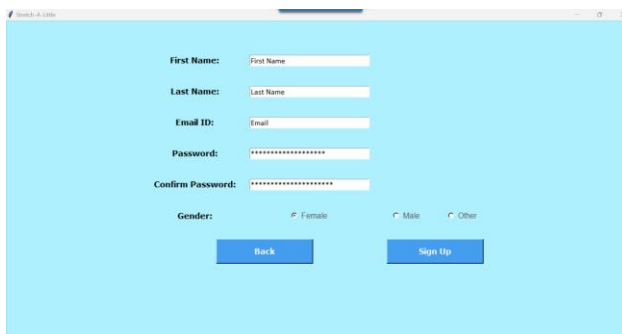 Stretch-A-Little
First Name: First Name
Last Name: Last Name
Email ID: Email
Password: *******************
Confirm Password: *********************
Gender: Female Male Other
Back Sign Up